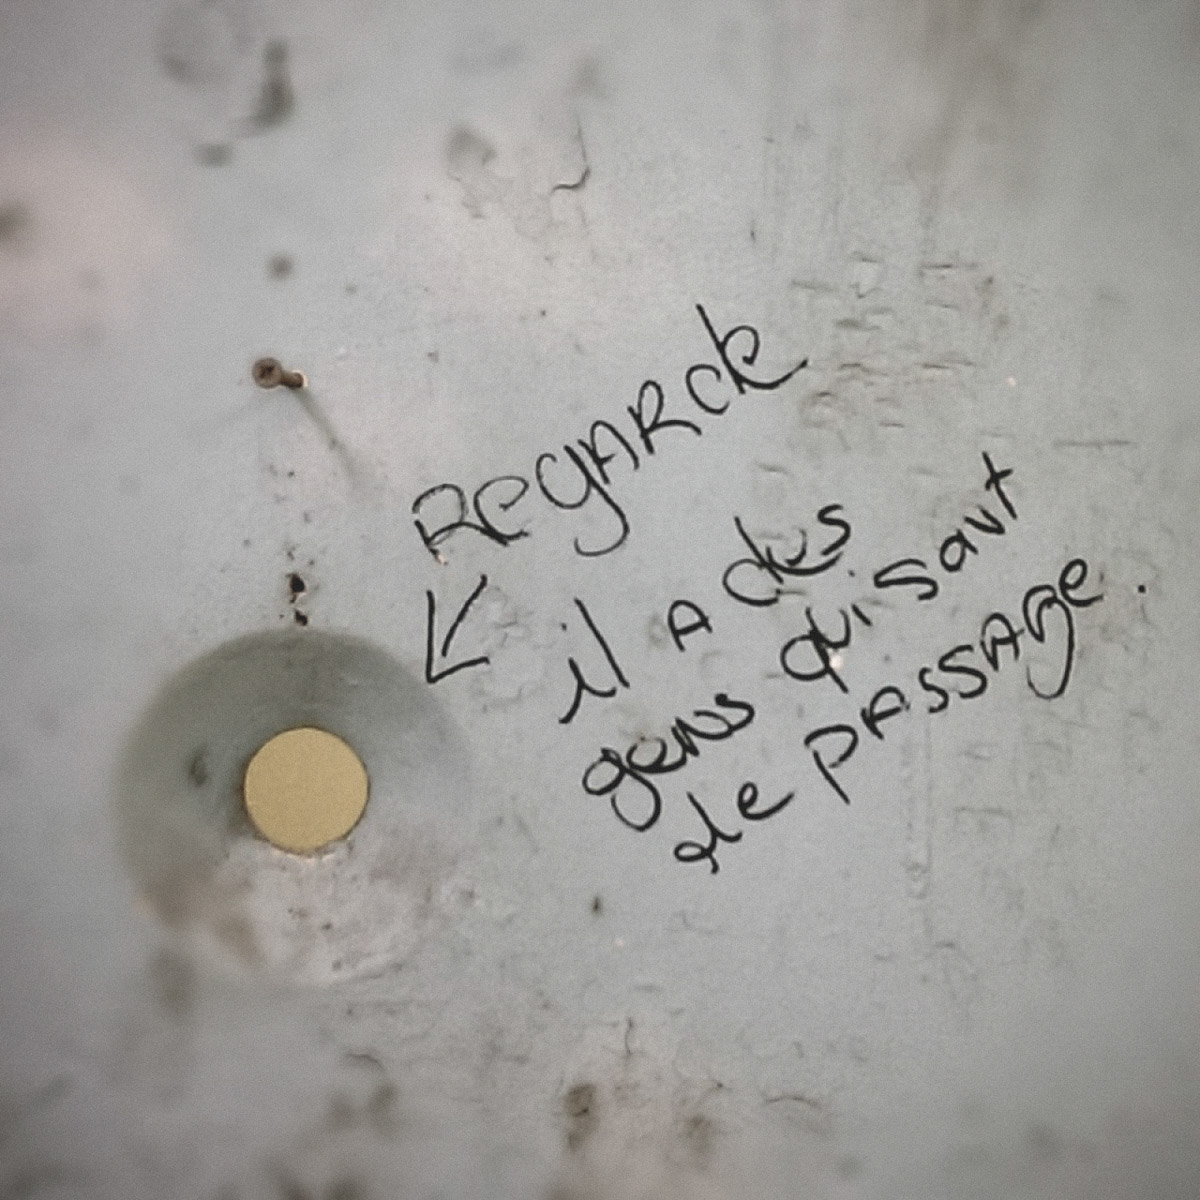 REGARde
il A des
gens qui sont
de PASSAge.